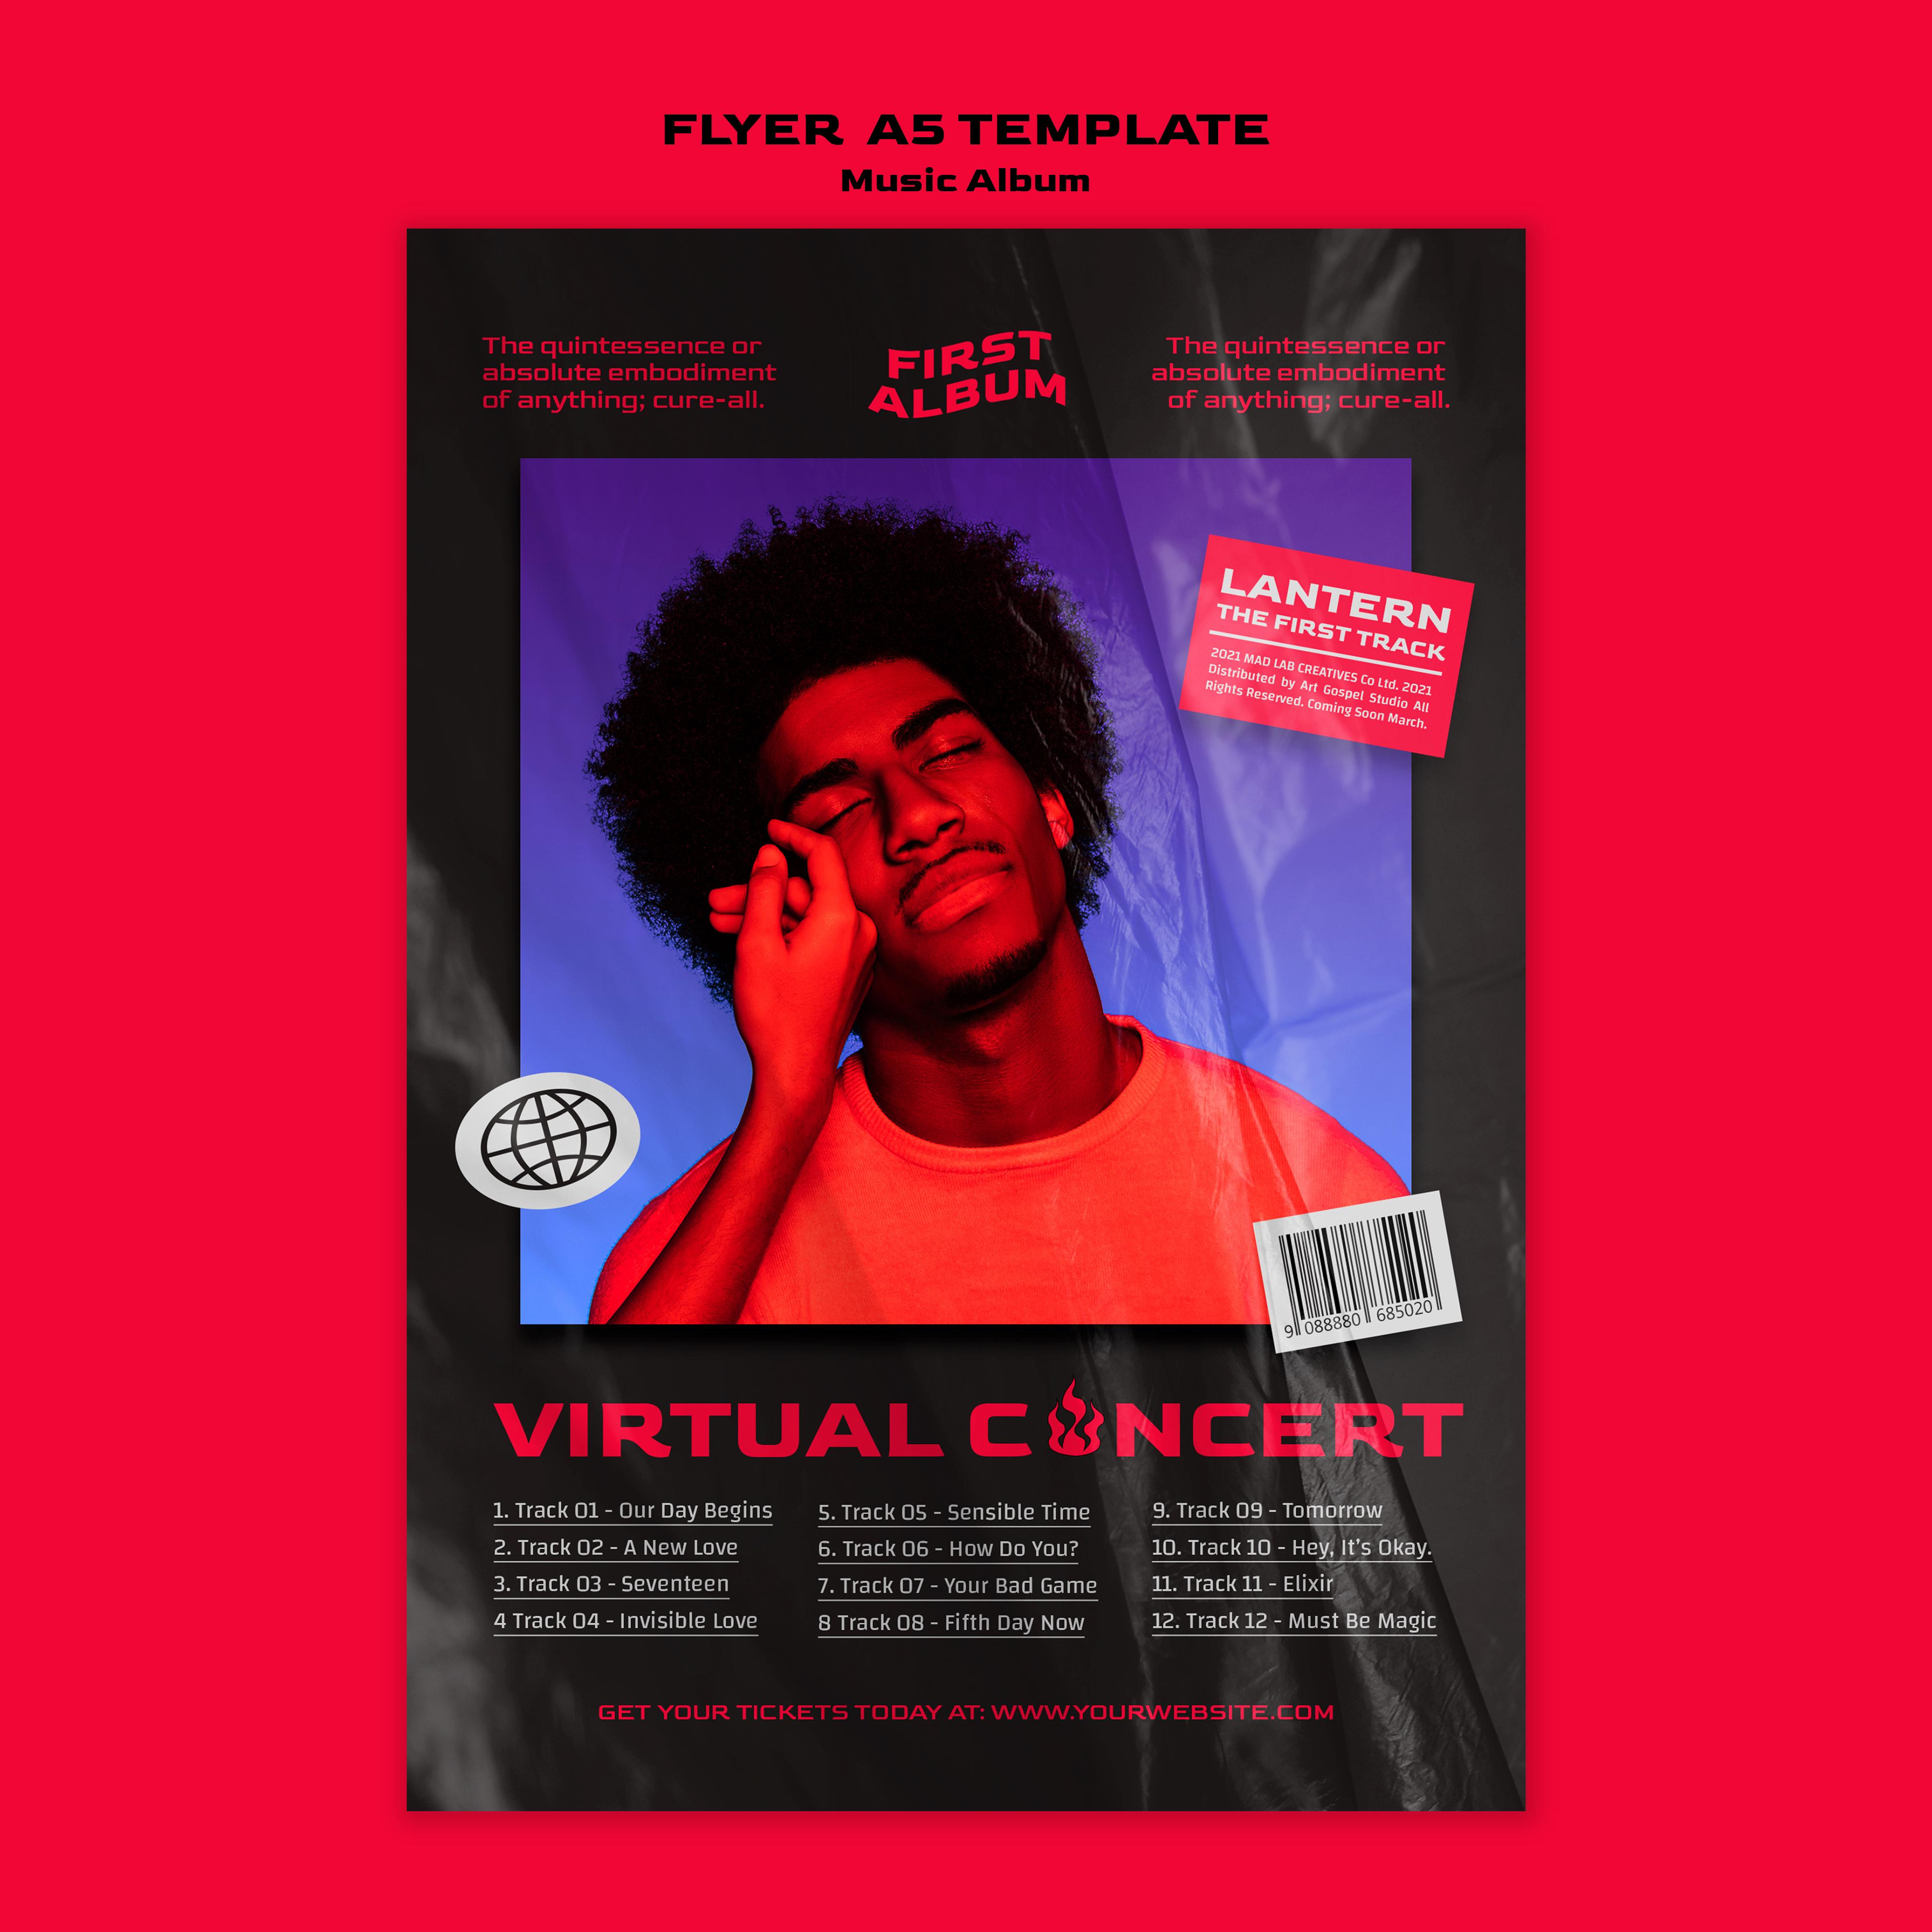 FLYER A5 TEMPLATE
Music Album
The quintessence or
absolute embodiment
of anything; cure-all.
FIRST
ALBUM
The quintessence or
absolute embodiment
of anything; cure-all.
LANTERN
THE FIRST TRACK
2021 MAD LAB CREATIVES Co Ltd. 2021
Distributed by Art Gospel Studio All
Rights Reserved. Coming Soon March.
9 088880 685020
VIRTUAL CONCERT
1. Track 01 - Our Day Begins
2. Track 02 - A New Love
3. Track 03 - Seventeen
4 Track 04 - Invisible Love
5. Track 05 - Sensible Time
6. Track 06 - How Do You?
7. Track 07 - Your Bad Game
8 Track 08 - Fifth Day Now
9. Track 09 - Tomorrow
10. Track 10 - Hey, It's Okay.
11. Track 11 - Elixir
12. Track 12 - Must Be Magic
GET YOUR TICKETS TODAY AT: WWW.YOURWEBSITE.COM